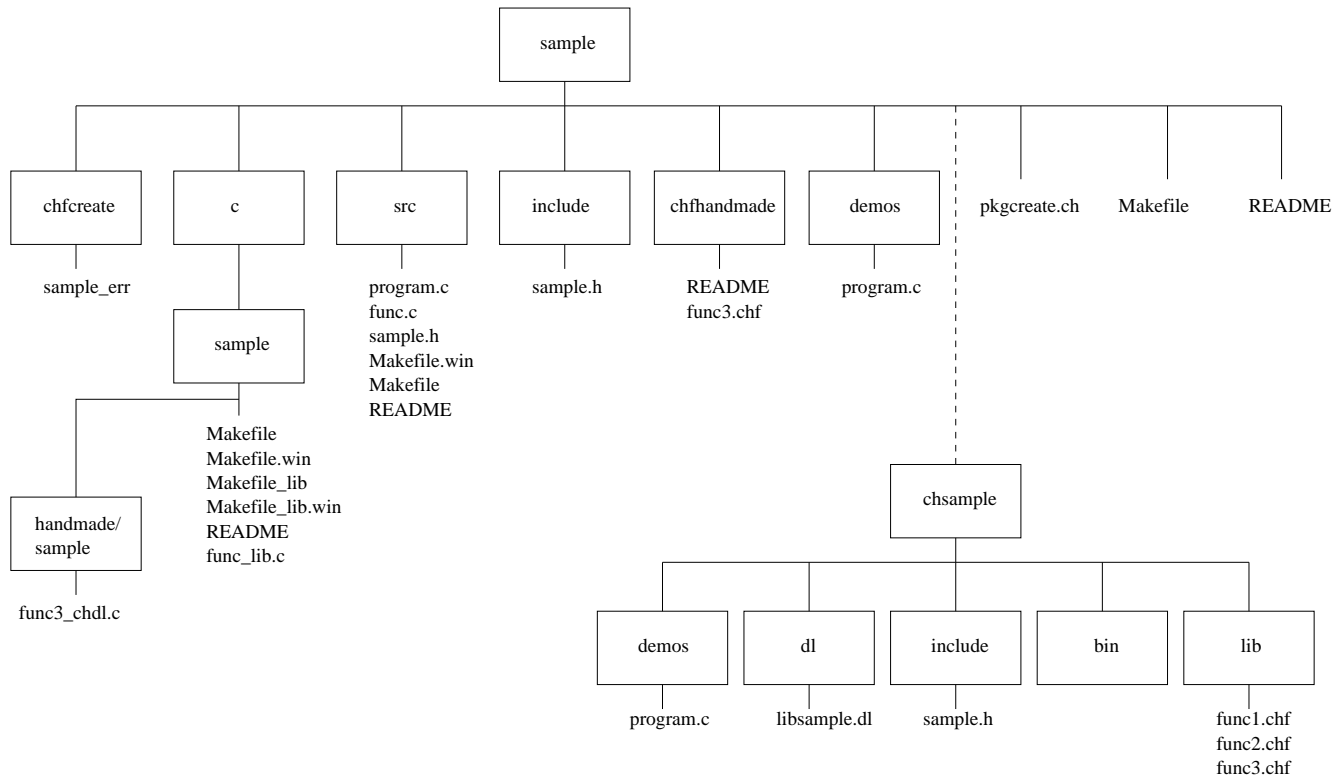 sample
chfcreate
c
src
include
chfhandmade
demos
pkgcreate.ch
Makefile
README
sample_err
program.c
func.c
sample.h
Makefile.win
Makefile
README
sample.h
README
func3.chf
program.c
sample
Makefile
Makefile.win
Makefile_lib
Makefile_lib.win
README
func_lib.c
handmade/
sample
func3_chdl.c
chsample
demos
dl
include
bin
lib
program.c
libsample.dl
sample.h
func1.chf
func2.chf
func3.chf